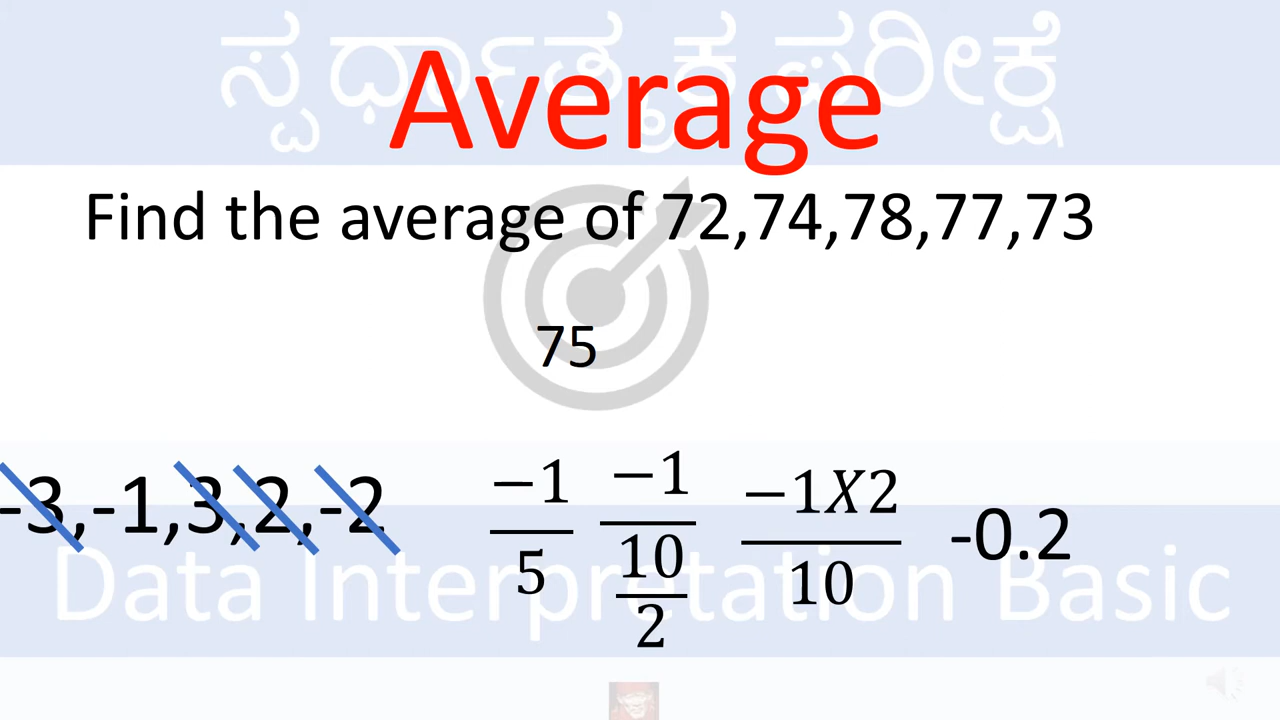 ಸ್ಪರ್ಧಾತ್ಮಕ ಪರೀಕ್ಷೆ
Average
Find the average of 72,74,78,77,73
75
-3,-1,3,2,-2
−1
5
−1
10
2
−1X2
10
-0.2
Data Interpretation Basic